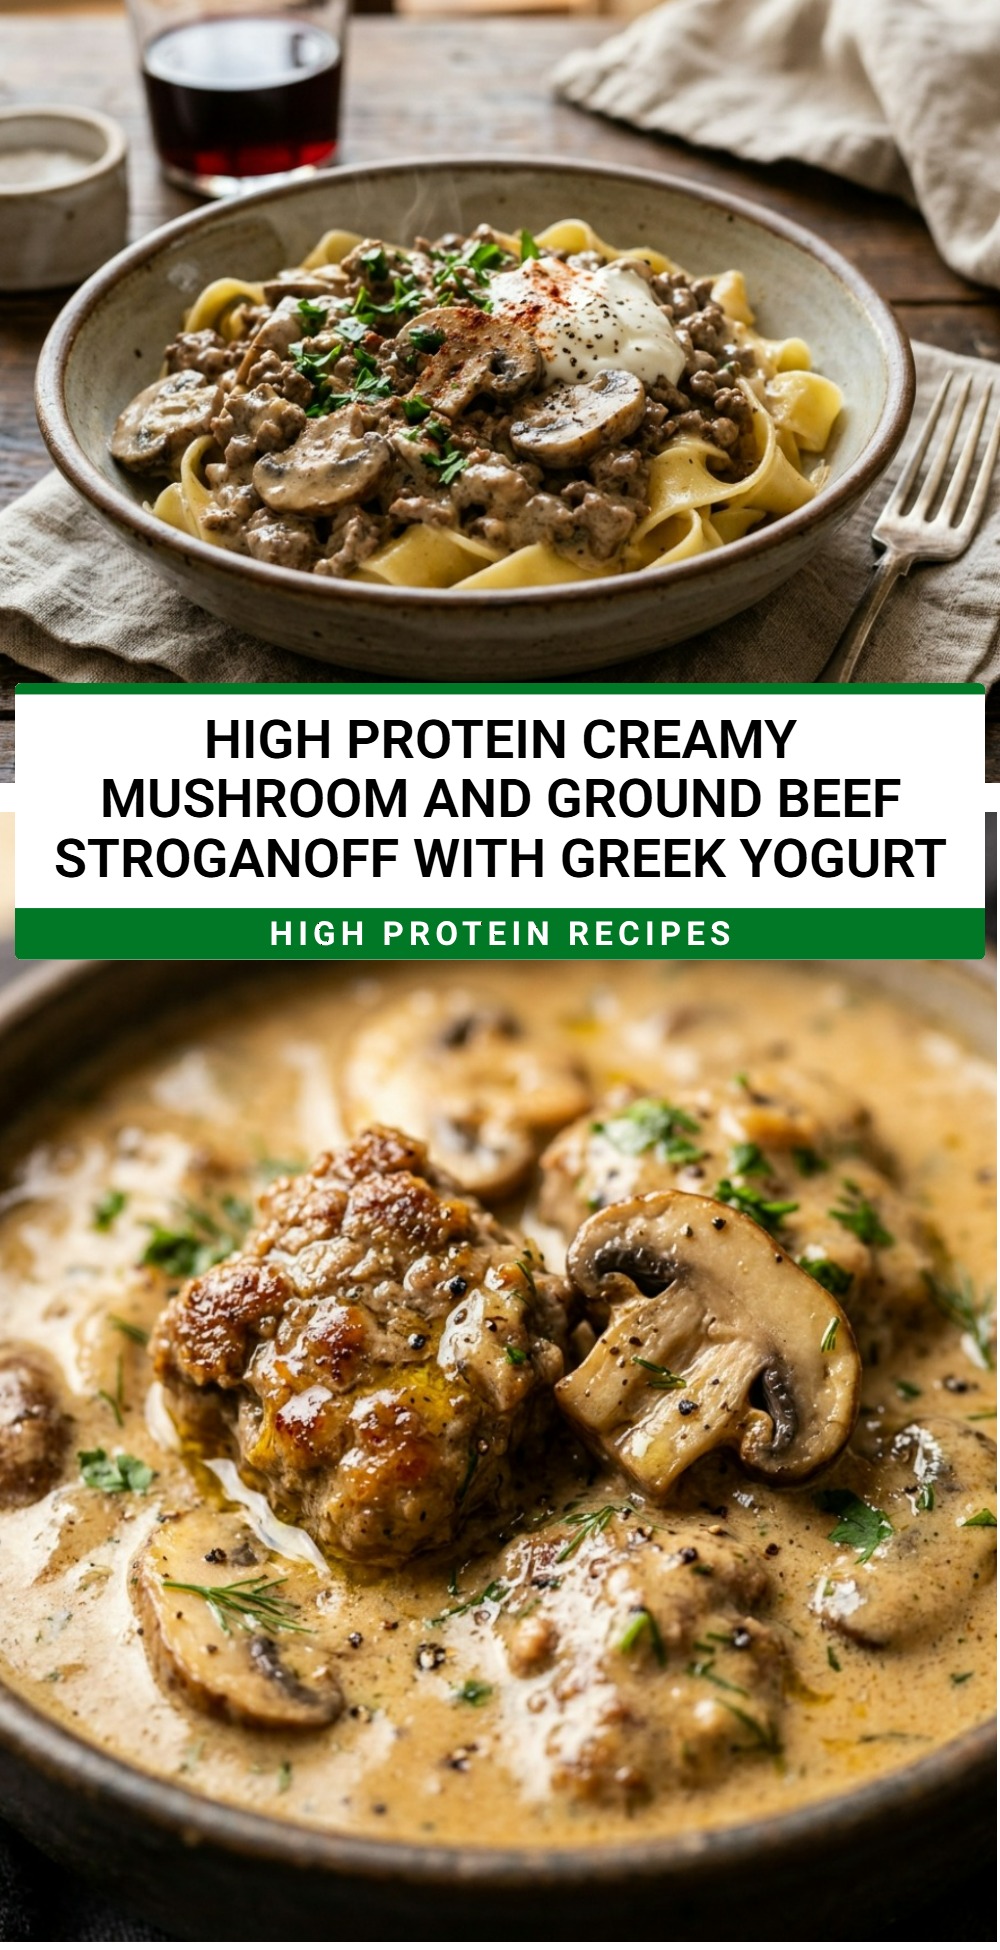 HIGH PROTEIN CREAMY
MUSHROOM AND GROUND BEEF
STROGANOFF WITH GREEK YOGURT
HIGH PROTEIN RECIPES